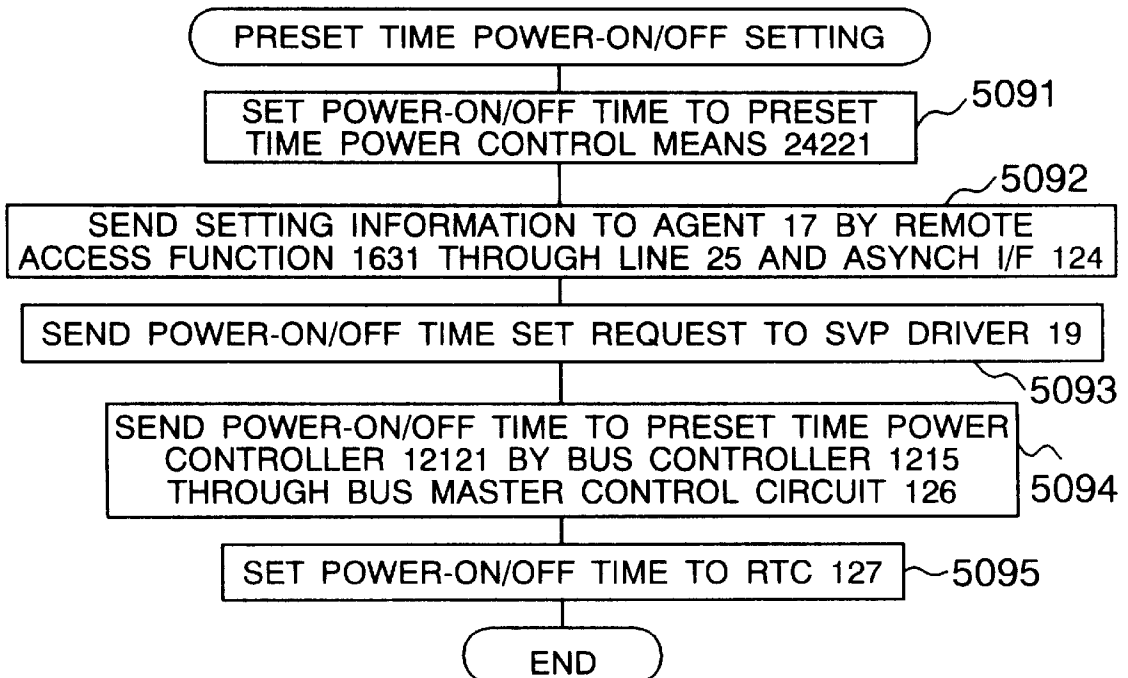 PRESET TIME POWER-ON/OFF SETTING
SET POWER-ON/OFF TIME TO PRESET
TIME POWER CONTROL MEANS 24221
5091
5092
SEND SETTING INFORMATION TO AGENT 17 BY REMOTE
ACCESS FUNCTION 1631 THROUGH LINE 25 AND ASYNCH I/F 124
SEND POWER-ON/OFF TIME SET REQUEST TO SVP DRIVER 19
5093
SEND POWER-ON/OFF TIME TO PRESET TIME POWER
CONTROLLER 12121 BY BUS CONTROLLER 1215
THROUGH BUS MASTER CONTROL CIRCUIT 126
5094
SET POWER-ON/OFF TIME TO RTC 127
5095
END